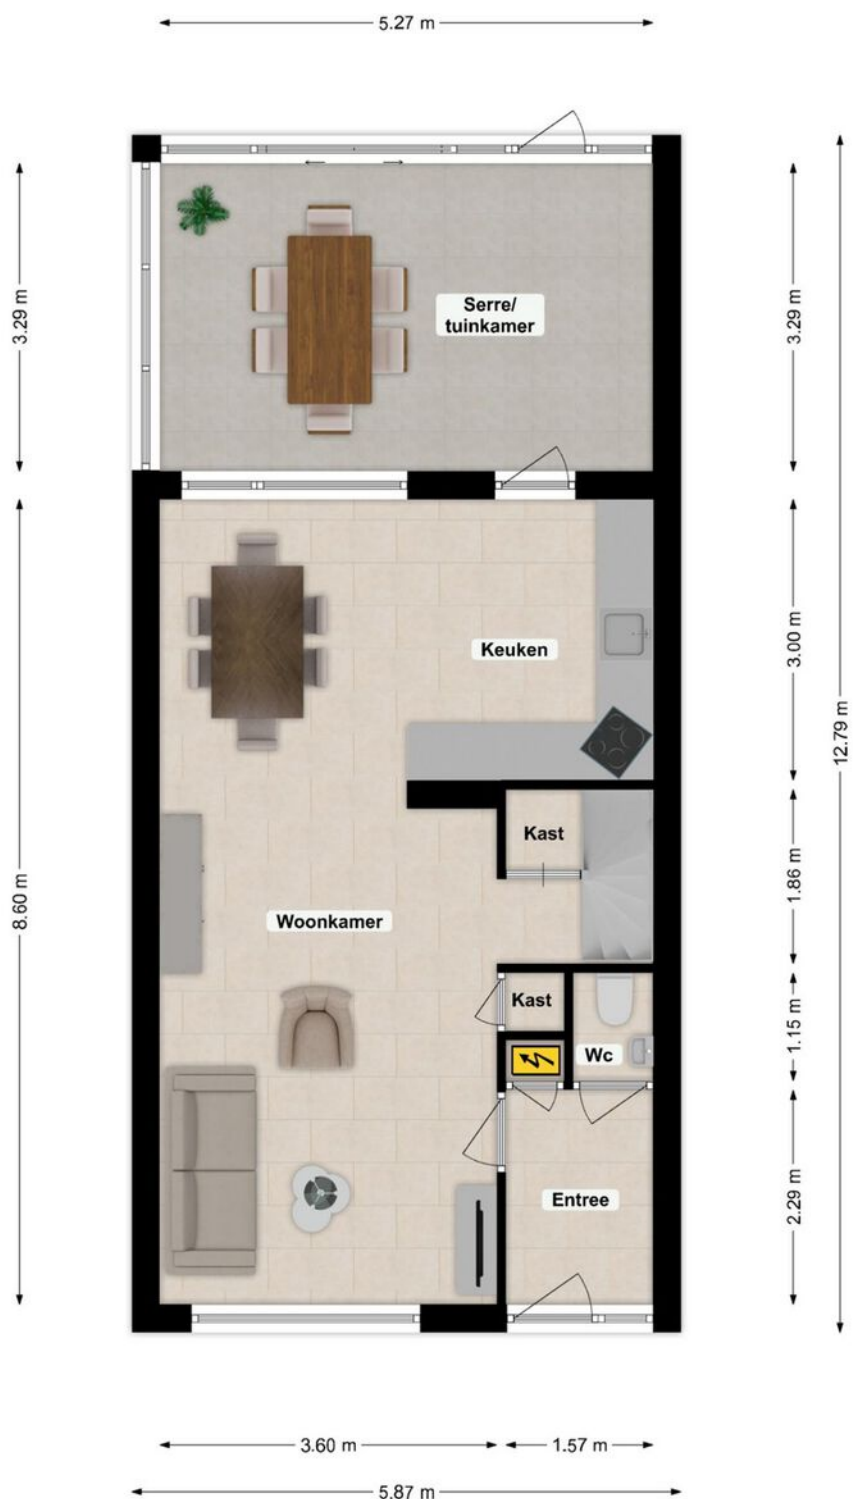 5.27 m
3.29 m
3.29 m
Serre/
tuinkamer
Keuken
3.00 m
12.79 m
Kast
1.86 m
8.60 m
Woonkamer
Kast
1.15 m
Wc
Entree
2.29 m
3.60 m
1.57 m
5.87 m